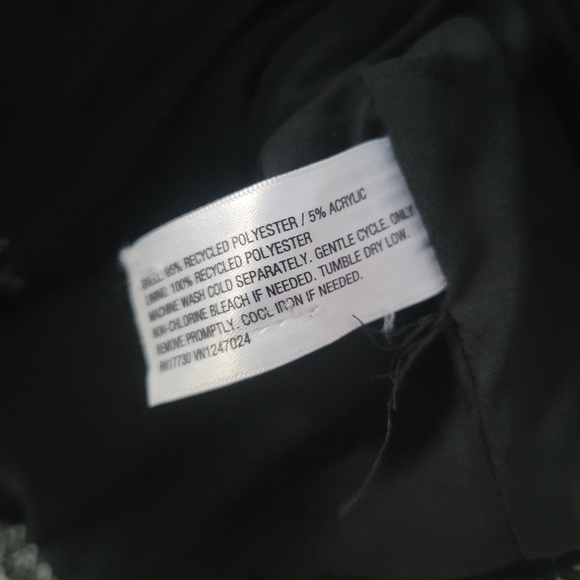 SHELL: 95% RECYCLED POLYESTER / 5% ACRYLIC
LINING: 100% RECYCLED POLYESTER
MACHINE WASH COLD SEPARATELY. GENTLE CYCLE. ONLY
NON-CHLORINE BLEACH IF NEEDED. TUMBLE DRY LOW.
REMOVE PROMPTLY. COOL IRON IF NEEDED.
RN17730 VN1247024